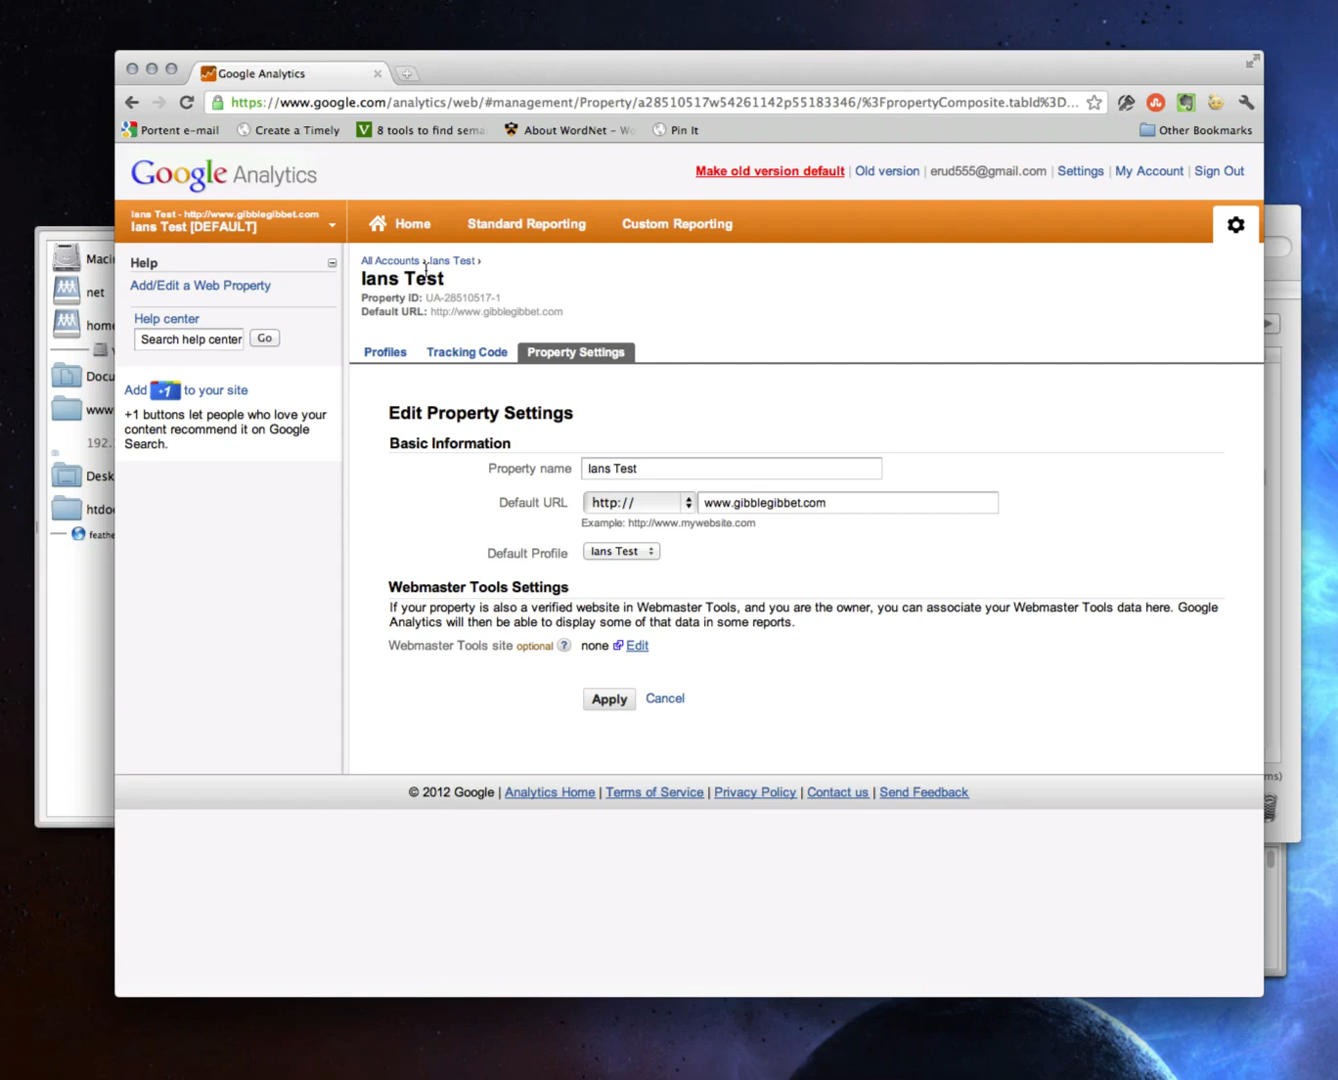 Google Analytics
https://www.google.com/analytics/web/#management/Property/a28510517w54261142p55183346/%3FpropertyComposite.tabId%3D...
Portent e-mail
Create a Timely
8 tools to find sema
About WordNet - Wo
Pin It
Other Bookmarks
Google Analytics
Make old version default | Old version | erud555@gmail.com | Settings | My Account | Sign Out
Ians Test - http://www.gibblegibbet.com
Ians Test [DEFAULT]
Home
Standard Reporting
Custom Reporting
Help
Add/Edit a Web Property
Help center
Search help center
Go
Add +1 to your site
+1 buttons let people who love your
content recommend it on Google
Search.
All Accounts › Ians Test ›
Ians Test
Property ID: UA-28510517-1
Default URL: http://www.gibblegibbet.com
Profiles
Tracking Code
Property Settings
Edit Property Settings
Basic Information
Property name
Ians Test
Default URL
http://
www.gibblegibbet.com
Example: http://www.mywebsite.com
Default Profile
Ians Test
Webmaster Tools Settings
If your property is also a verified website in Webmaster Tools, and you are the owner, you can associate your Webmaster Tools data here. Google
Analytics will then be able to display some of that data in some reports.
Webmaster Tools site optional ? none Edit
Apply
Cancel
© 2012 Google | Analytics Home | Terms of Service | Privacy Policy | Contact us | Send Feedback
Maci
net
home
Docu
www
192.
Desk
htdoc
feathe
ms)